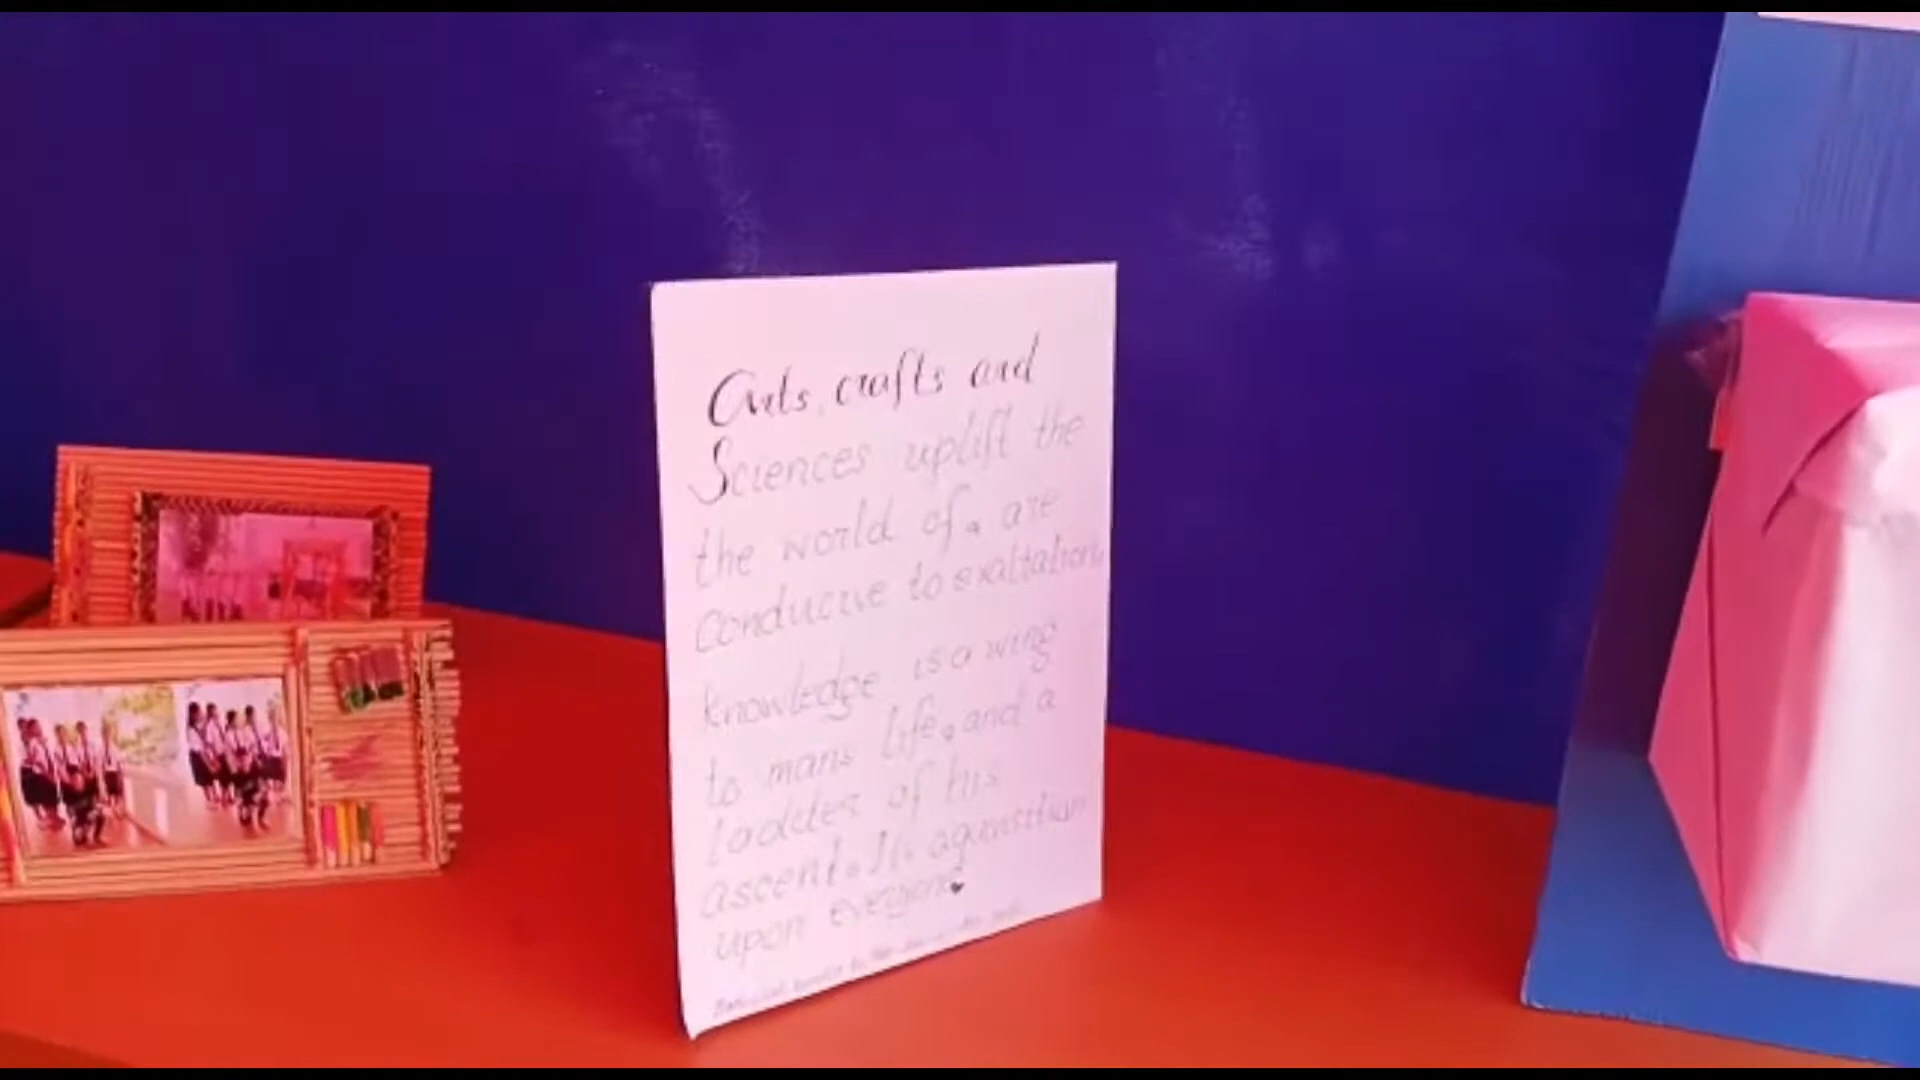 Arts, crafts and
Sciences uplift the
the world of. are
conducive to exaltation.
Knowledge is a wing
to mans life. and a
ladder of his
ascent. Its aquisition
upon everyone